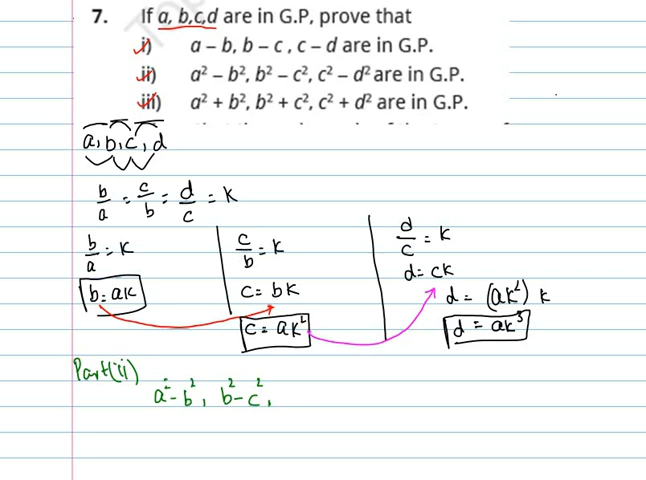 7. If a, b,c,d are in G.P, prove that
i) a – b, b – c , c – d are in G.P.
ii) a² – b², b² – c², c² – d² are in G.P.
iii) a² + b², b² + c², c² + d² are in G.P.
a, b, c, d
b/a = c/b = d/c = K
b/a = K
b = aK
c/b = K
c = bK
c = aK²
d/c = K
d = cK
d = (aK²) K
d = aK³
Part(ii)
a² - b², b² - c²,